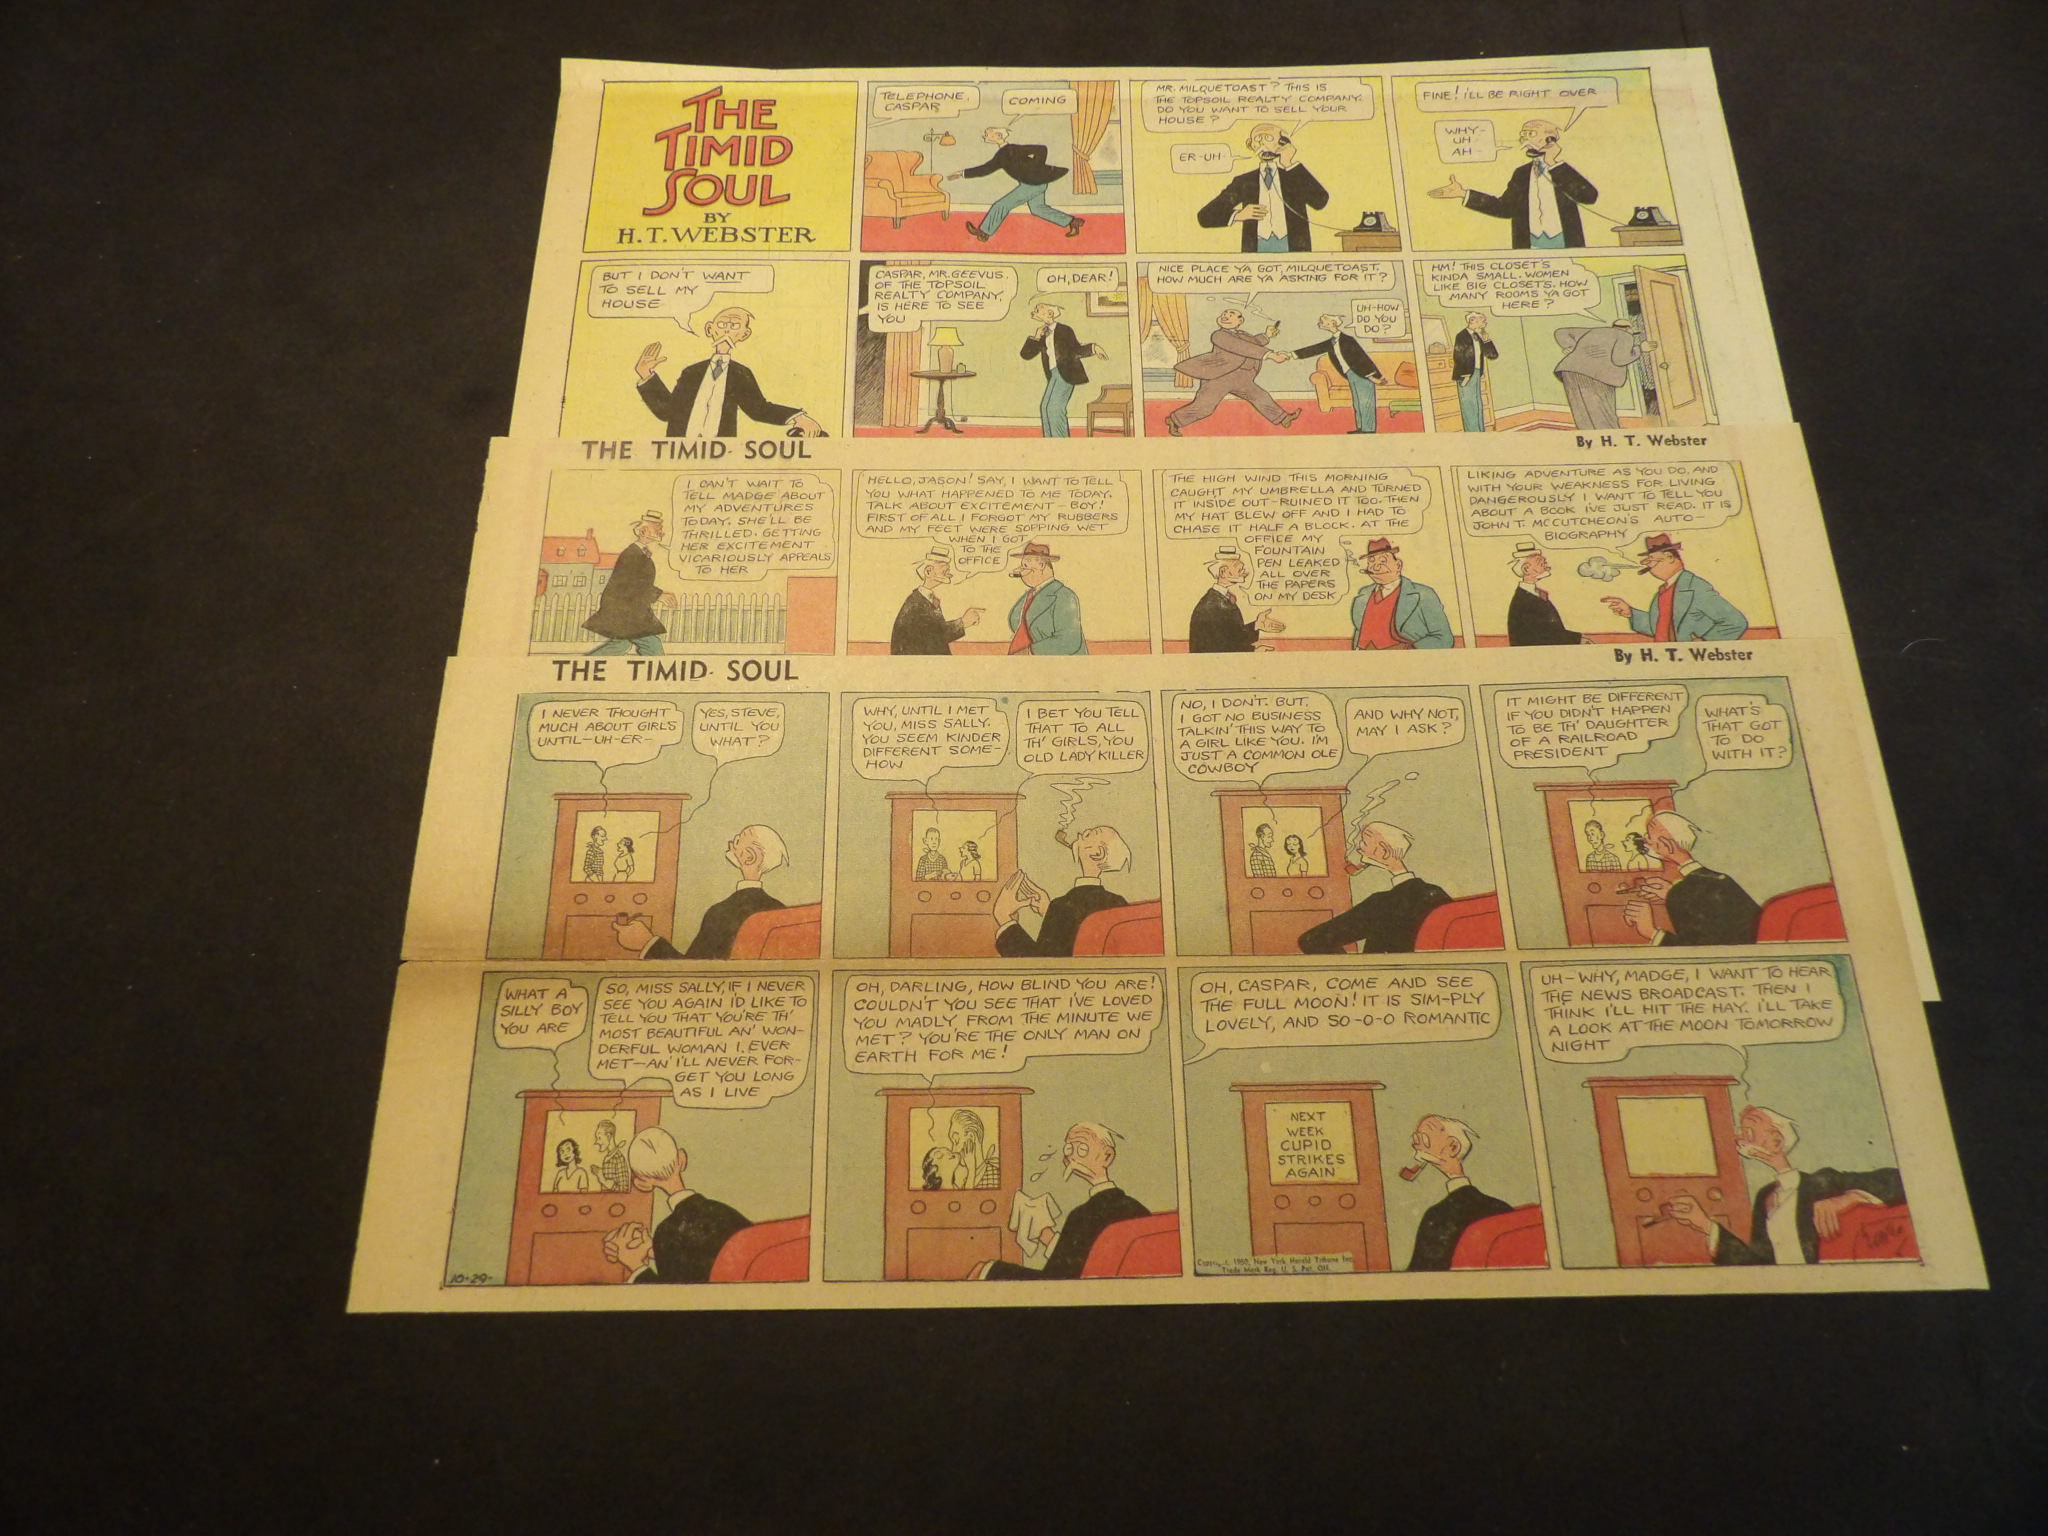 THE
TIMID
SOUL
BY
H.T. WEBSTER
TELEPHONE,
CASPAR
COMING
MR. MILQUETOAST? THIS IS
THE TOPSOIL REALTY COMPANY.
DO YOU WANT TO SELL YOUR
HOUSE?
ER-UH-
FINE! I'LL BE RIGHT OVER
WHY-
UH-
AH-
BUT I DON'T WANT
TO SELL MY
HOUSE
CASPAR, MR. GEEVUS.
OF THE TOPSOIL
REALTY COMPANY,
IS HERE TO SEE
YOU
OH, DEAR!
NICE PLACE YA GOT, MILQUETOAST.
HOW MUCH ARE YA ASKING FOR IT?
UH-HOW
DO YOU
DO?
HM! THIS CLOSET'S
KINDA SMALL. WOMEN
LIKE BIG CLOSETS. HOW
MANY ROOMS YA GOT
HERE?
THE TIMID SOUL
By H. T. Webster
I CAN'T WAIT TO
TELL MADGE ABOUT
MY ADVENTURES
TODAY. SHE'LL BE
THRILLED. GETTING
HER EXCITEMENT
VICARIOUSLY APPEALS
TO HER
HELLO, JASON! SAY, I WANT TO TELL
YOU WHAT HAPPENED TO ME TODAY.
TALK ABOUT EXCITEMENT - BOY!
FIRST OF ALL I FORGOT MY RUBBERS
AND MY FEET WERE SOPPING WET
WHEN I GOT
TO THE
OFFICE
THE HIGH WIND THIS MORNING
CAUGHT MY UMBRELLA AND TURNED
IT INSIDE OUT-RUINED IT TOO. THEN
MY HAT BLEW OFF AND I HAD TO
CHASE IT HALF A BLOCK. AT THE
OFFICE MY
FOUNTAIN
PEN LEAKED
ALL OVER
THE PAPERS
ON MY DESK
LIKING ADVENTURE AS YOU DO, AND
WITH YOUR WEAKNESS FOR LIVING
DANGEROUSLY I WANT TO TELL YOU
ABOUT A BOOK I'VE JUST READ. IT IS
JOHN T. MCCUTCHEON'S AUTO-
BIOGRAPHY
THE TIMID SOUL
By H. T. Webster
I NEVER THOUGHT
MUCH ABOUT GIRLS
UNTIL-UH-ER-
YES, STEVE,
UNTIL YOU
WHAT?
WHY, UNTIL I MET
YOU, MISS SALLY.
YOU SEEM KINDER
DIFFERENT SOME-
HOW
I BET YOU TELL
THAT TO ALL
TH' GIRLS, YOU
OLD LADY KILLER
NO, I DON'T. BUT,
I GOT NO BUSINESS
TALKIN' THIS WAY TO
A GIRL LIKE YOU. I'M
JUST A COMMON OLE
COWBOY
AND WHY NOT,
MAY I ASK?
IT MIGHT BE DIFFERENT
IF YOU DIDN'T HAPPEN
TO BE TH' DAUGHTER
OF A RAILROAD
PRESIDENT
WHAT'S
THAT GOT
TO DO
WITH IT?
WHAT A
SILLY BOY
YOU ARE
SO, MISS SALLY, IF I NEVER
SEE YOU AGAIN I'D LIKE TO
TELL YOU THAT YOU'RE TH'
MOST BEAUTIFUL AN' WON-
DERFUL WOMAN I EVER
MET-AN' I'LL NEVER FOR-
GET YOU LONG
AS I LIVE
10-29-
OH, DARLING, HOW BLIND YOU ARE!
COULDN'T YOU SEE THAT I'VE LOVED
YOU MADLY FROM THE MINUTE WE
MET? YOU'RE THE ONLY MAN ON
EARTH FOR ME!
OH, CASPAR, COME AND SEE
THE FULL MOON! IT IS SIM-PLY
LOVELY, AND SO-O-O ROMANTIC
NEXT
WEEK
CUPID
STRIKES
AGAIN
1950, New York Herald Tribune Inc.
Trade Mark Reg. U. S. Pat. Off.
UH-WHY, MADGE, I WANT TO HEAR
THE NEWS BROADCAST. THEN I
THINK I'LL HIT THE HAY. I'LL TAKE
A LOOK AT THE MOON TOMORROW
NIGHT